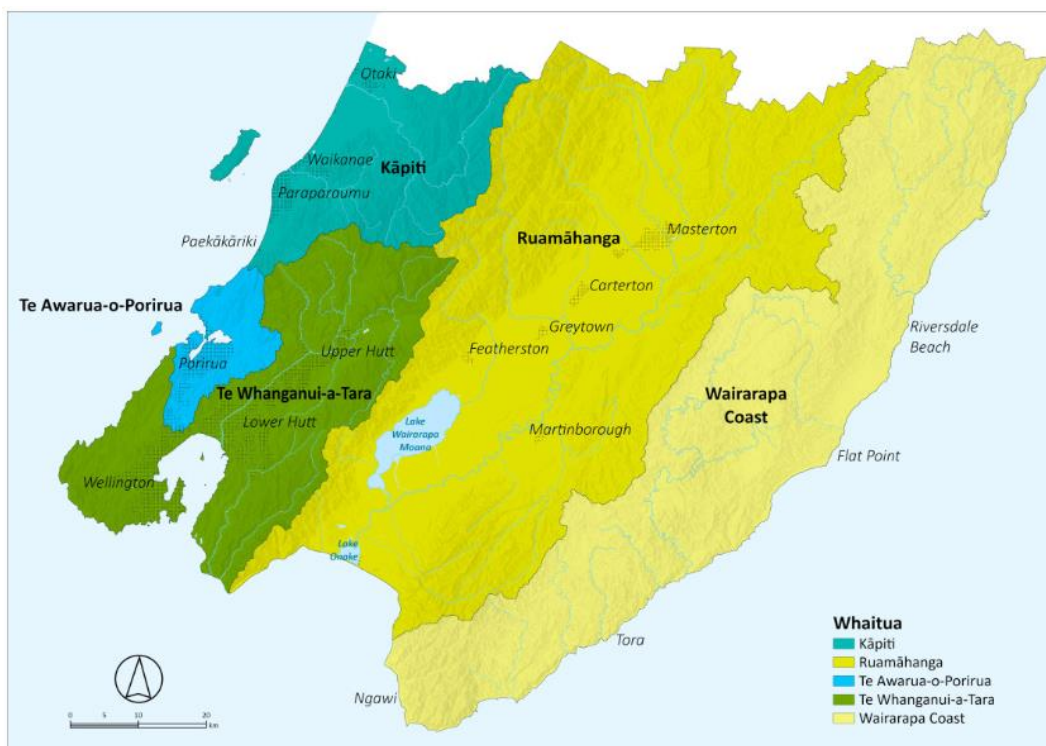 Otaki
Waikanae
Kāpiti
Paraparaumu
Paekākāriki
Te Awarua-o-Porirua
Porirua
Upper Hutt
Te Whanganui-a-Tara
Lower Hutt
Wellington
Ruamāhanga
Masterton
Carterton
Greytown
Featherston
Lake
Wairarapa
Moana
Martinborough
Lake
Onoke
Wairarapa
Coast
Riversdale
Beach
Flat Point
Tora
Ngawi
0 5 10 20
km
Whaitua
Kāpiti
Ruamāhanga
Te Awarua-o-Porirua
Te Whanganui-a-Tara
Wairarapa Coast